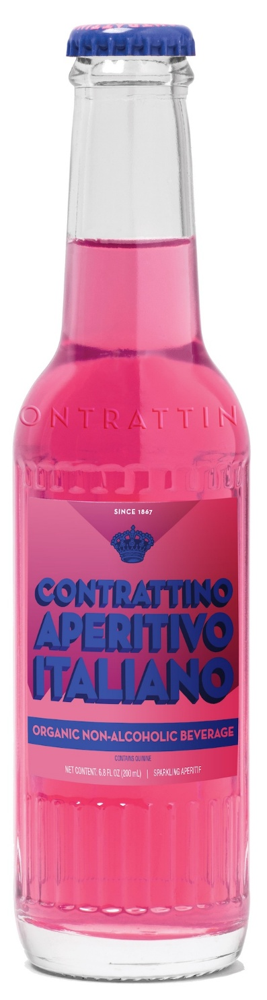 ONTRATTIN
SINCE 1867
CONTRATTINO
APERITIVO
ITALIANO
ORGANIC NON-ALCOHOLIC BEVERAGE
CONTAINS QUININE
NET CONTENT: 6.8 FL OZ (200 mL) | SPARKLING APERITIF